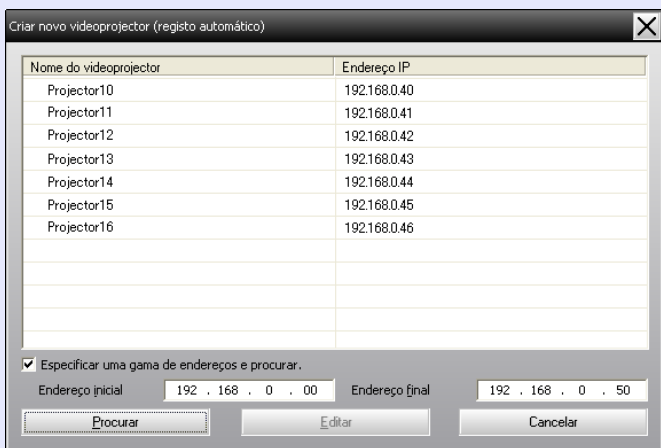 Criar novo videoprojector (registo automático)
Nome do videoprojector Endereço IP
Projector10 192.168.0.40
Projector11 192.168.0.41
Projector12 192.168.0.42
Projector13 192.168.0.43
Projector14 192.168.0.44
Projector15 192.168.0.45
Projector16 192.168.0.46
Especificar uma gama de endereços e procurar.
Endereço inicial 192 . 168 . 0 . 00 Endereço final 192 . 168 . 0 . 50
Procurar Editar Cancelar